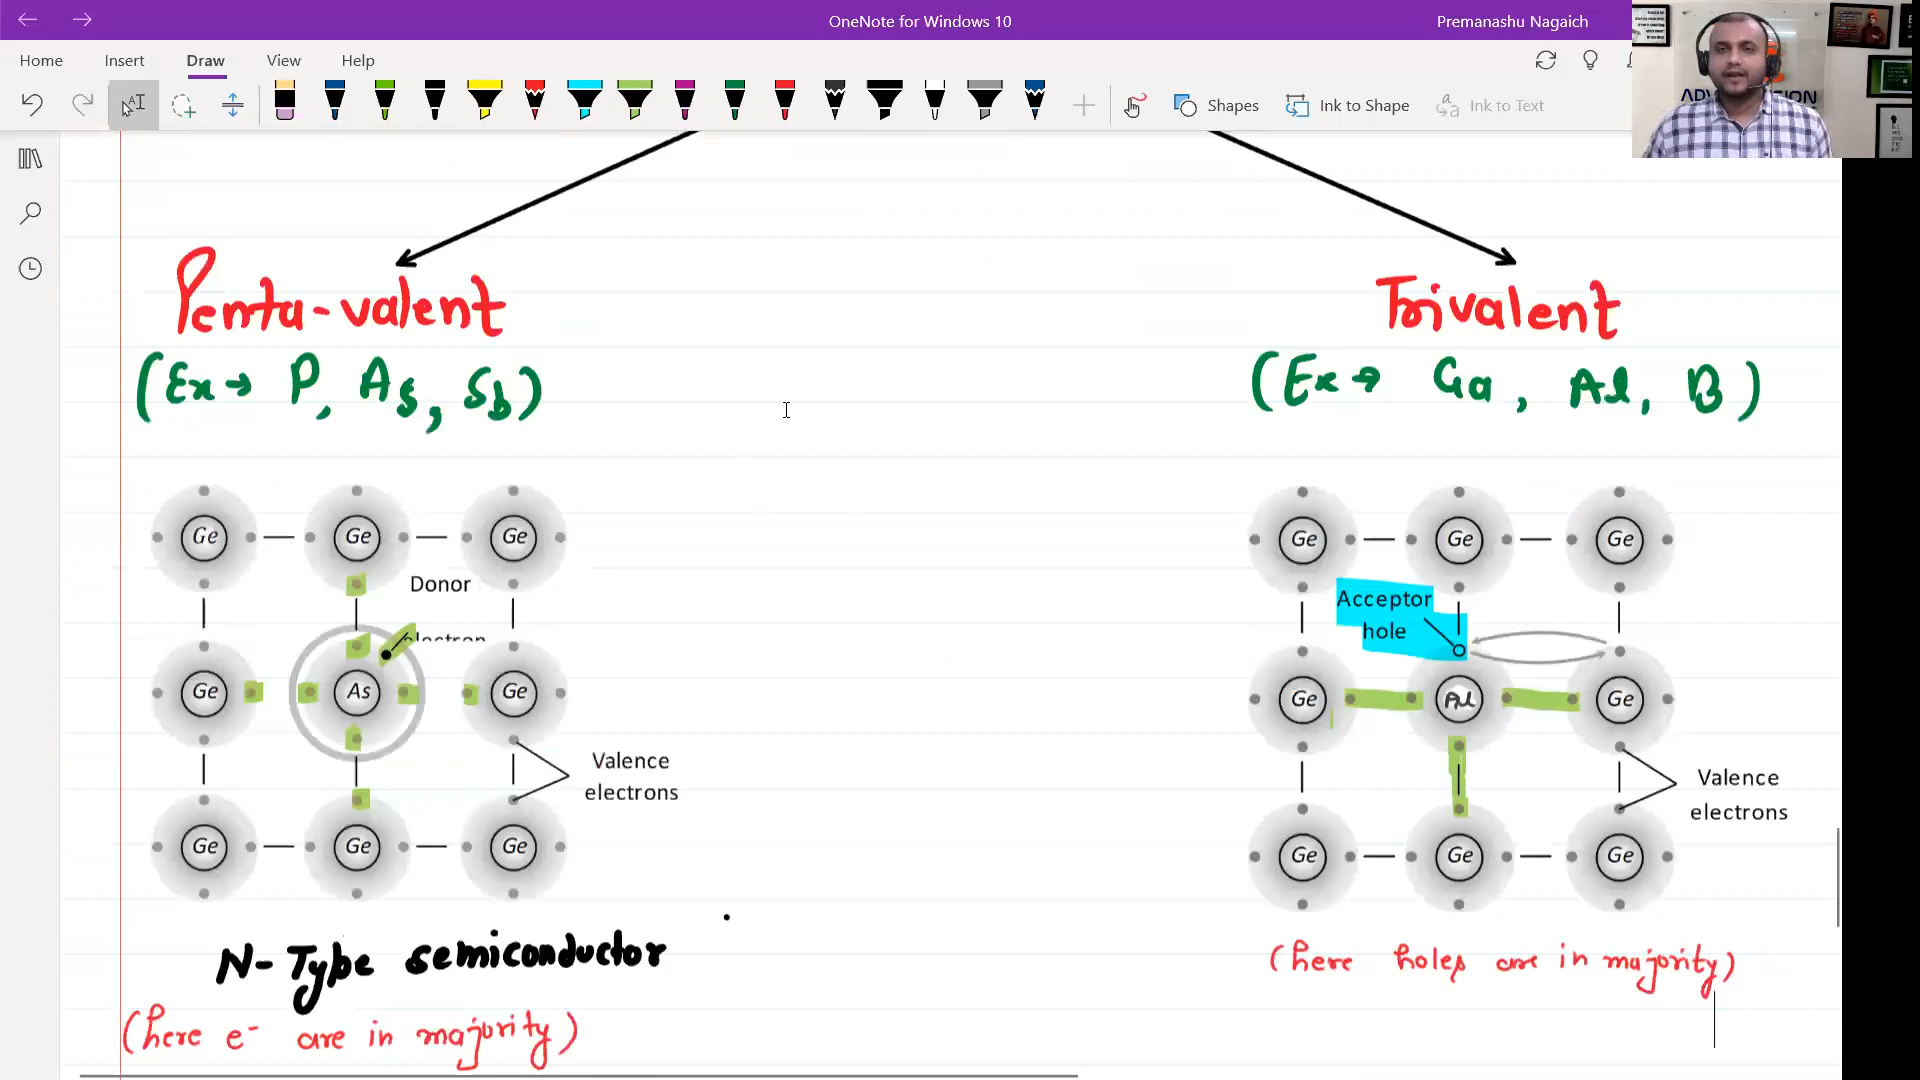 OneNote for Windows 10
Premanashu Nagaich
Home Insert Draw View Help
Shapes
Ink to Shape
Ink to Text
Penta-valent
(Ex→ P, As, Sb)
Trivalent
(Ex→ Ga, Al, B)
Ge Ge Ge
Donor
electron
Ge As Ge
Valence
electrons
Ge Ge Ge
N-Type semiconductor
(here e⁻ are in majority)
Ge Ge Ge
Acceptor
hole
Ge Al Ge
Valence
electrons
Ge Ge Ge
(here holes are in majority)